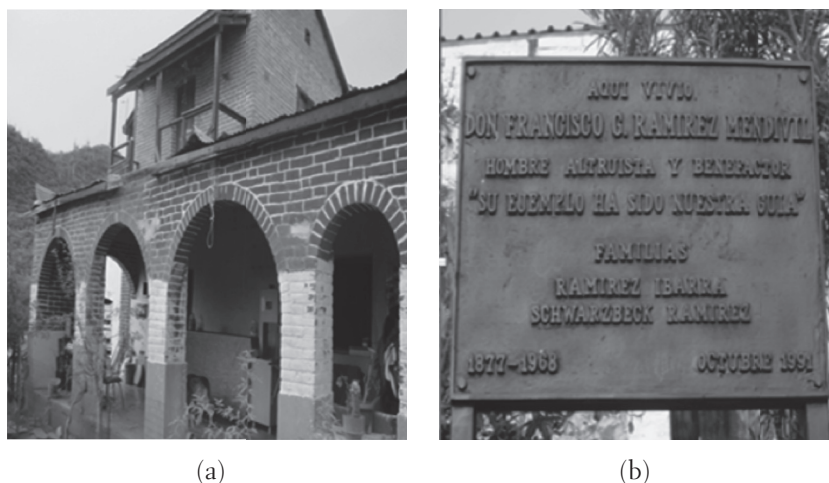 AQUI VIVIO.
DON FRANCISCO G. RAMIREZ MENDIVIL
HOMBRE ALTRUISTA Y BENEFACTOR
"SU EJEMPLO HA SIDO NUESTRA GUIA"
FAMILIAS
RAMIREZ IBARRA
SCHWARZBECK RAMIREZ
1877-1968 OCTUBRE 1991
(a) (b)